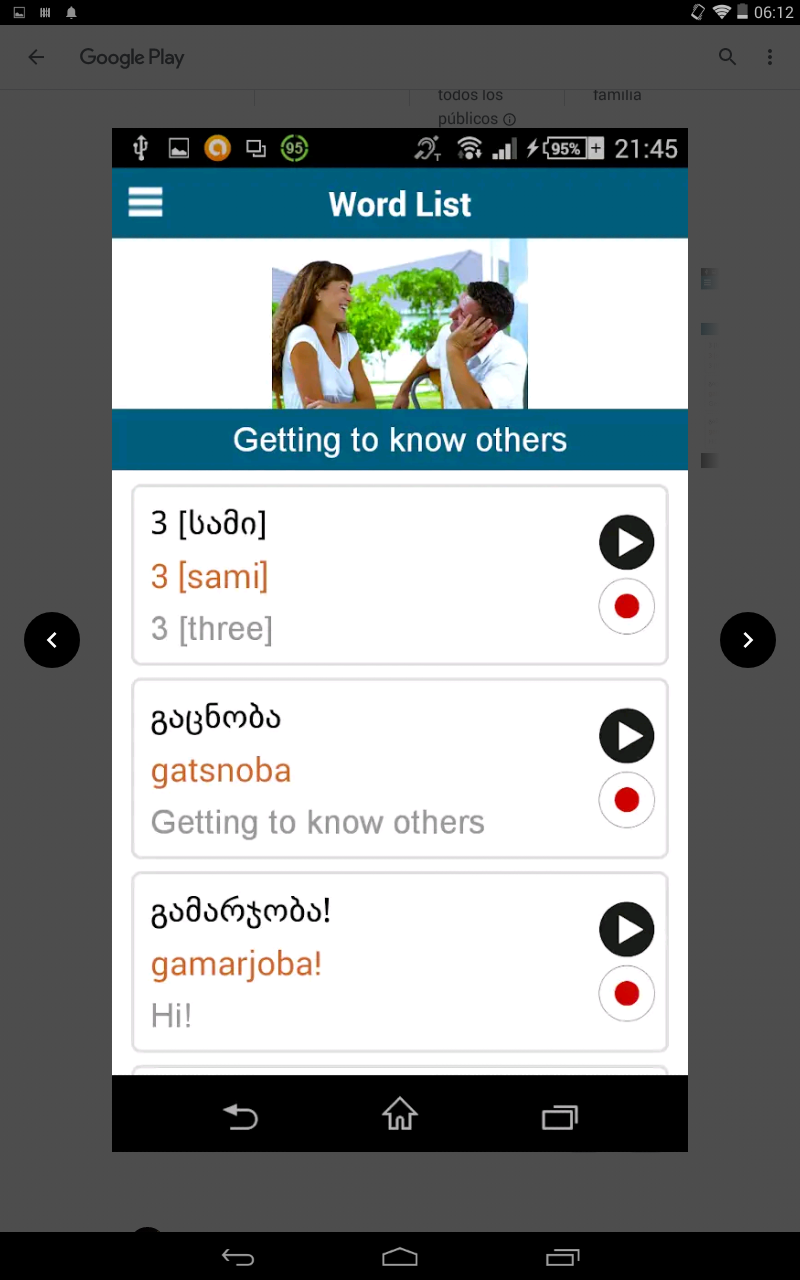 06:12
Google Play
todos los
familia
públicos
95
95%
21:45
Word List
Getting to know others
3 [სამი]
3 [sami]
3 [three]
გაცნობა
gatsnoba
Getting to know others
გამარჯობა!
gamarjoba!
Hi!